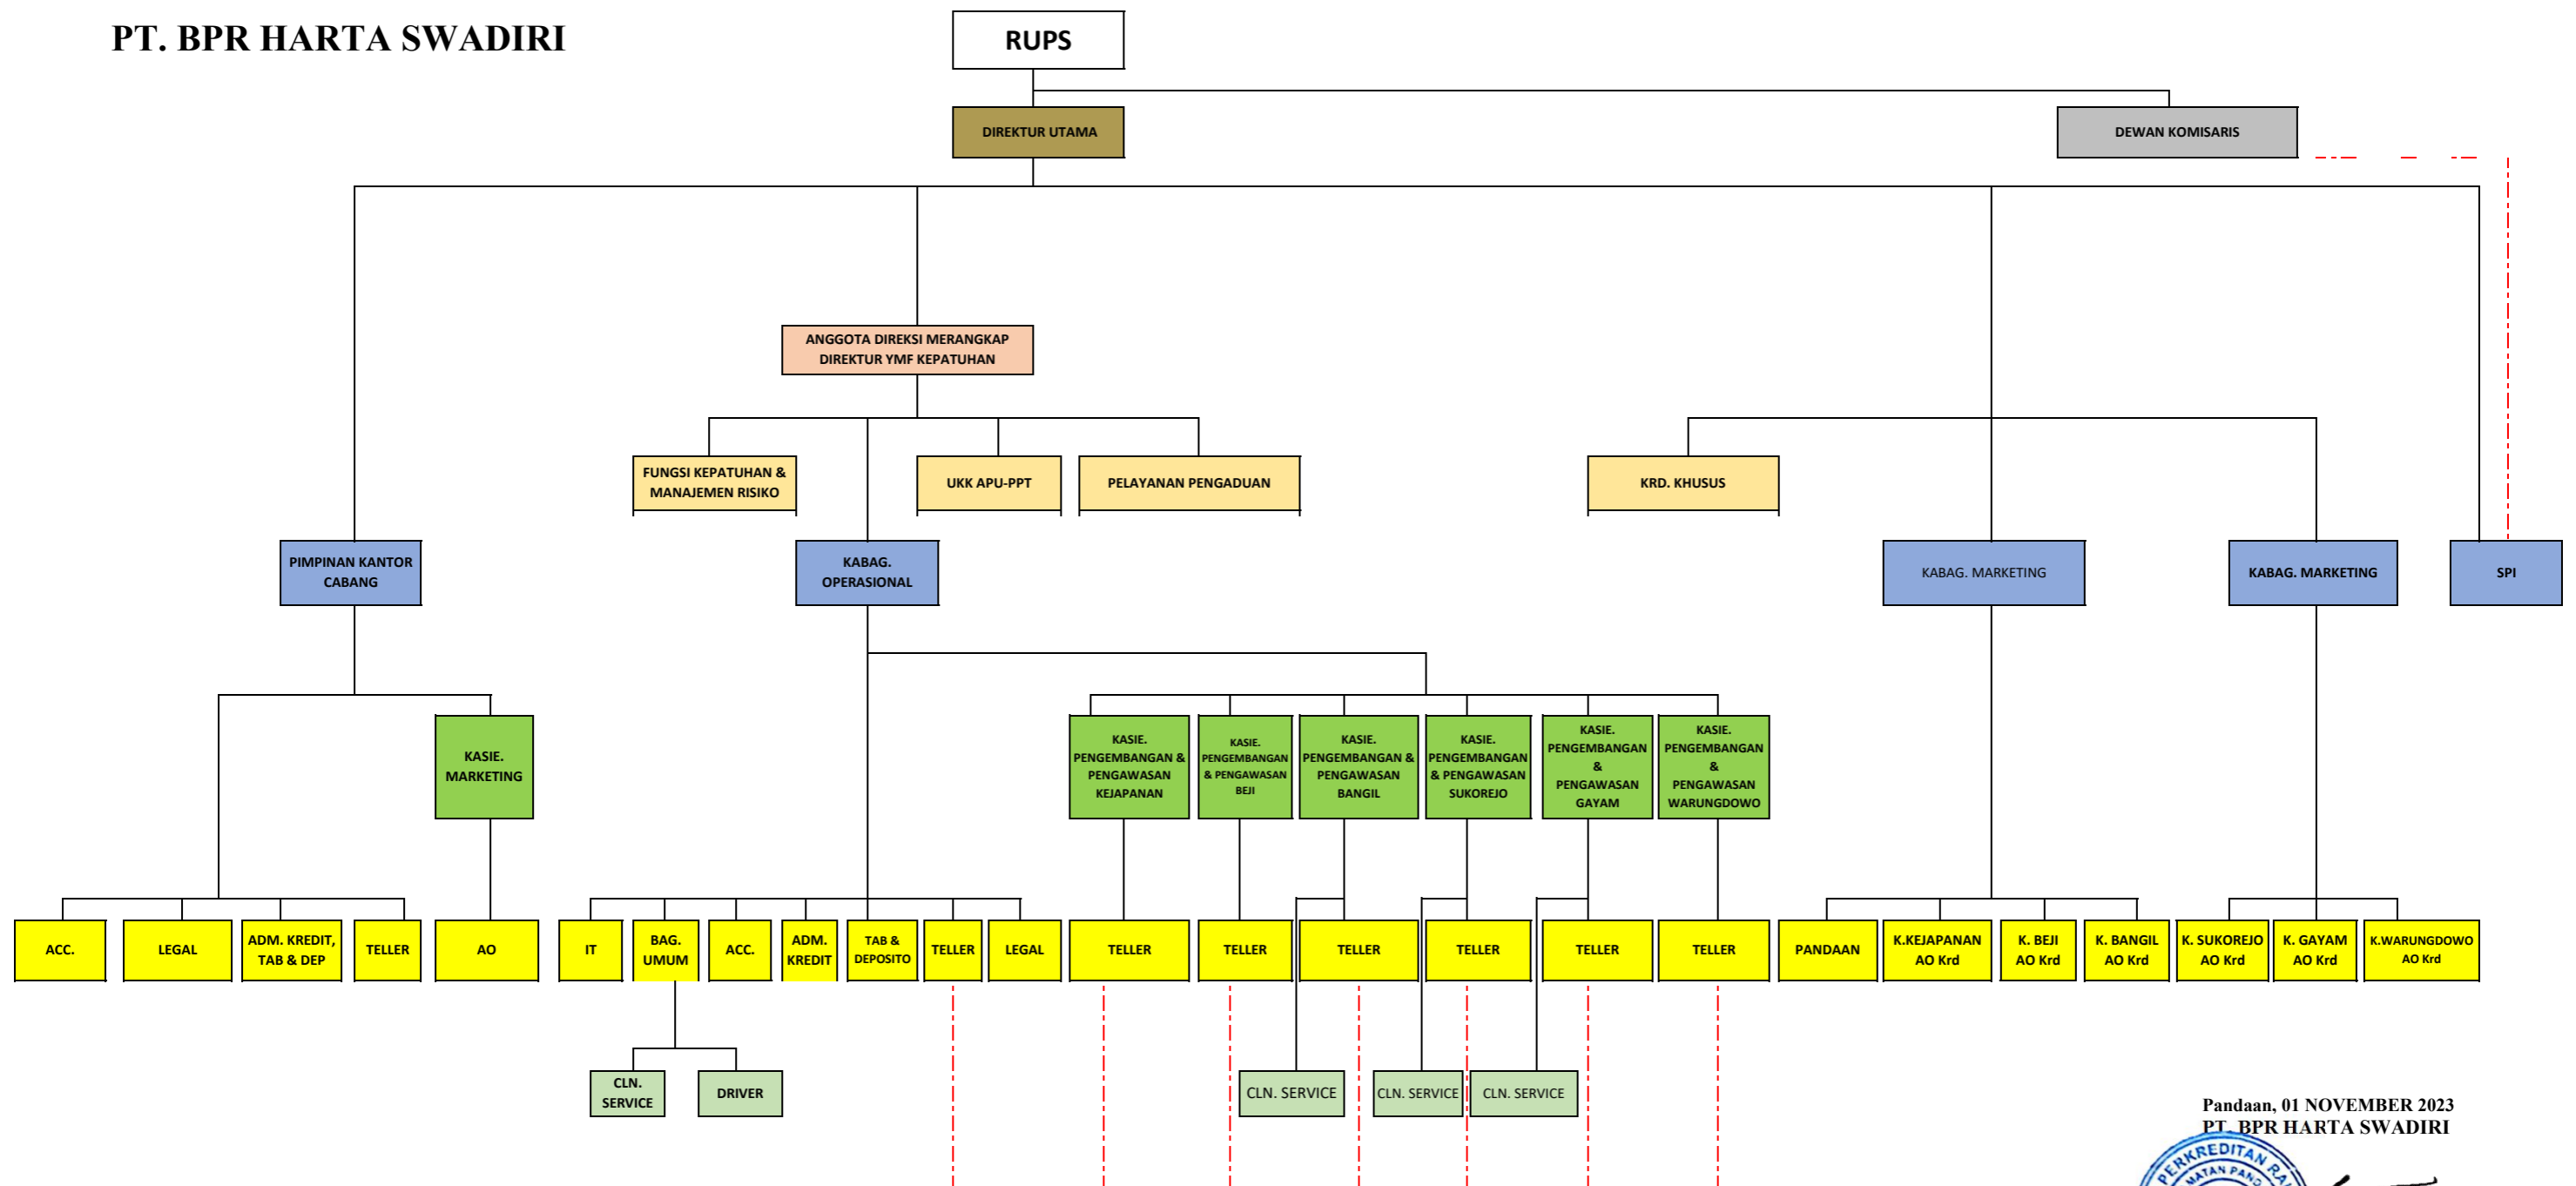 PT. BPR HARTA SWADIRI
RUPS
DIREKTUR UTAMA
DEWAN KOMISARIS
ANGGOTA DIREKSI MERANGKAP
DIREKTUR YMF KEPATUHAN
FUNGSI KEPATUHAN &
MANAJEMEN RISIKO
UKK APU-PPT
PELAYANAN PENGADUAN
KRD. KHUSUS
PIMPINAN KANTOR
CABANG
KABAG.
OPERASIONAL
KABAG. MARKETING
KABAG. MARKETING
SPI
KASIE.
MARKETING
KASIE.
PENGEMBANGAN &
PENGAWASAN
KEJAPANAN
KASIE.
PENGEMBANGAN
& PENGAWASAN
BEJI
KASIE.
PENGEMBANGAN &
PENGAWASAN
BANGIL
KASIE.
PENGEMBANGAN
& PENGAWASAN
SUKOREJO
KASIE.
PENGEMBANGAN
&
PENGAWASAN
GAYAM
KASIE.
PENGEMBANGAN
&
PENGAWASAN
WARUNGDOWO
ACC.
LEGAL
ADM. KREDIT,
TAB & DEP
TELLER
AO
IT
BAG.
UMUM
ACC.
ADM.
KREDIT
TAB &
DEPOSITO
TELLER
LEGAL
TELLER
TELLER
TELLER
TELLER
TELLER
TELLER
PANDAAN
K.KEJAPANAN
AO Krd
K. BEJI
AO Krd
K. BANGIL
AO Krd
K. SUKOREJO
AO Krd
K. GAYAM
AO Krd
K.WARUNGDOWO
AO Krd
CLN.
SERVICE
DRIVER
CLN. SERVICE
CLN. SERVICE
CLN. SERVICE
Pandaan, 01 NOVEMBER 2023
PT. BPR HARTA SWADIRI
PERKREDITAN